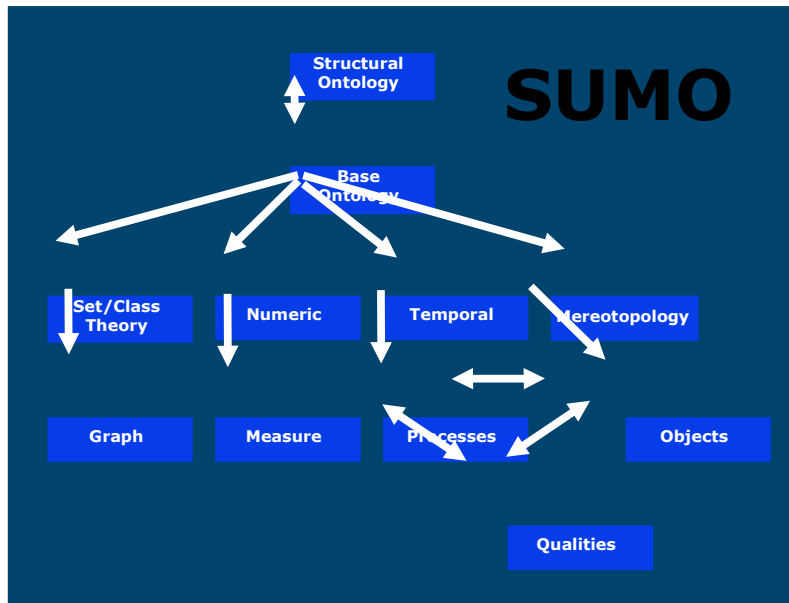 Structural
Ontology
SUMO
Base
Ontology
Set/Class
Theory
Numeric
Temporal
Mereotopology
Graph
Measure
Processes
Objects
Qualities